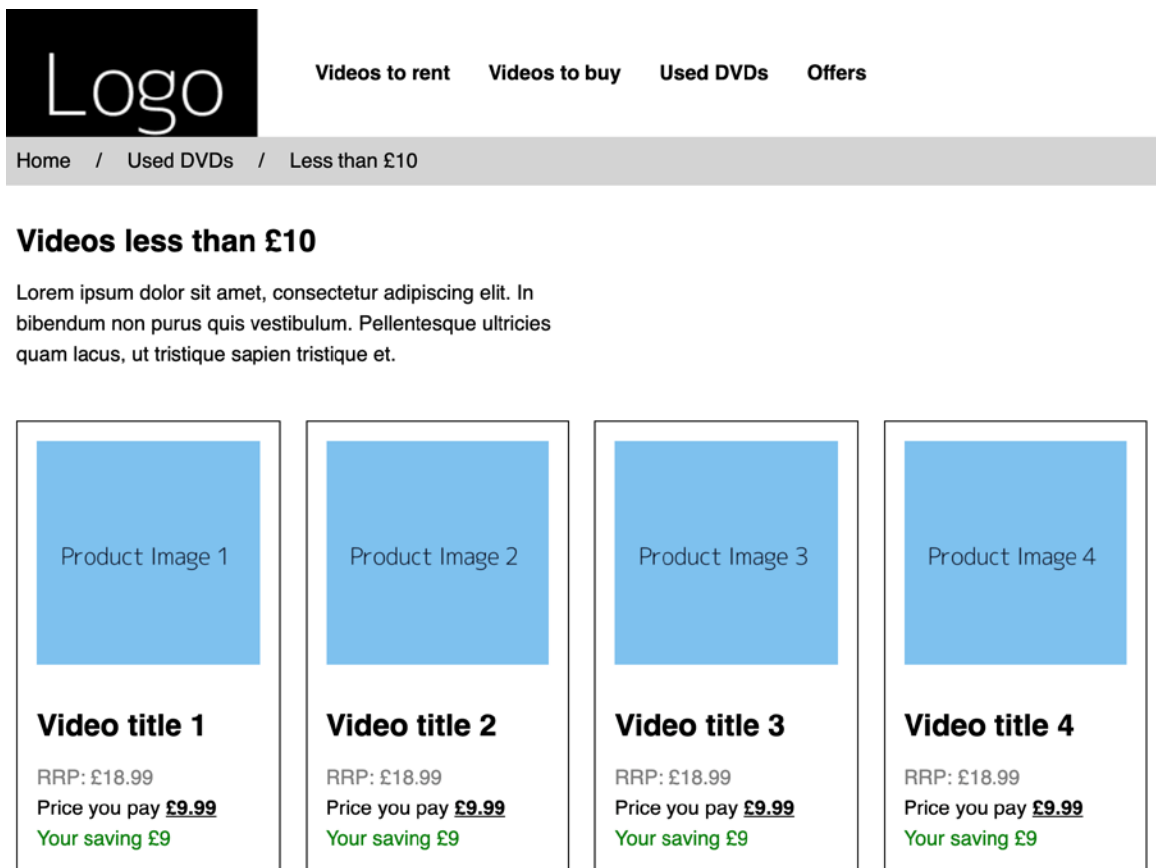 Logo
Videos to rent Videos to buy Used DVDs Offers
Home / Used DVDs / Less than £10
Videos less than £10
Lorem ipsum dolor sit amet, consectetur adipiscing elit. In
bibendum non purus quis vestibulum. Pellentesque ultricies
quam lacus, ut tristique sapien tristique et.
Product Image 1
Video title 1
RRP: £18.99
Price you pay £9.99
Your saving £9
Product Image 2
Video title 2
RRP: £18.99
Price you pay £9.99
Your saving £9
Product Image 3
Video title 3
RRP: £18.99
Price you pay £9.99
Your saving £9
Product Image 4
Video title 4
RRP: £18.99
Price you pay £9.99
Your saving £9